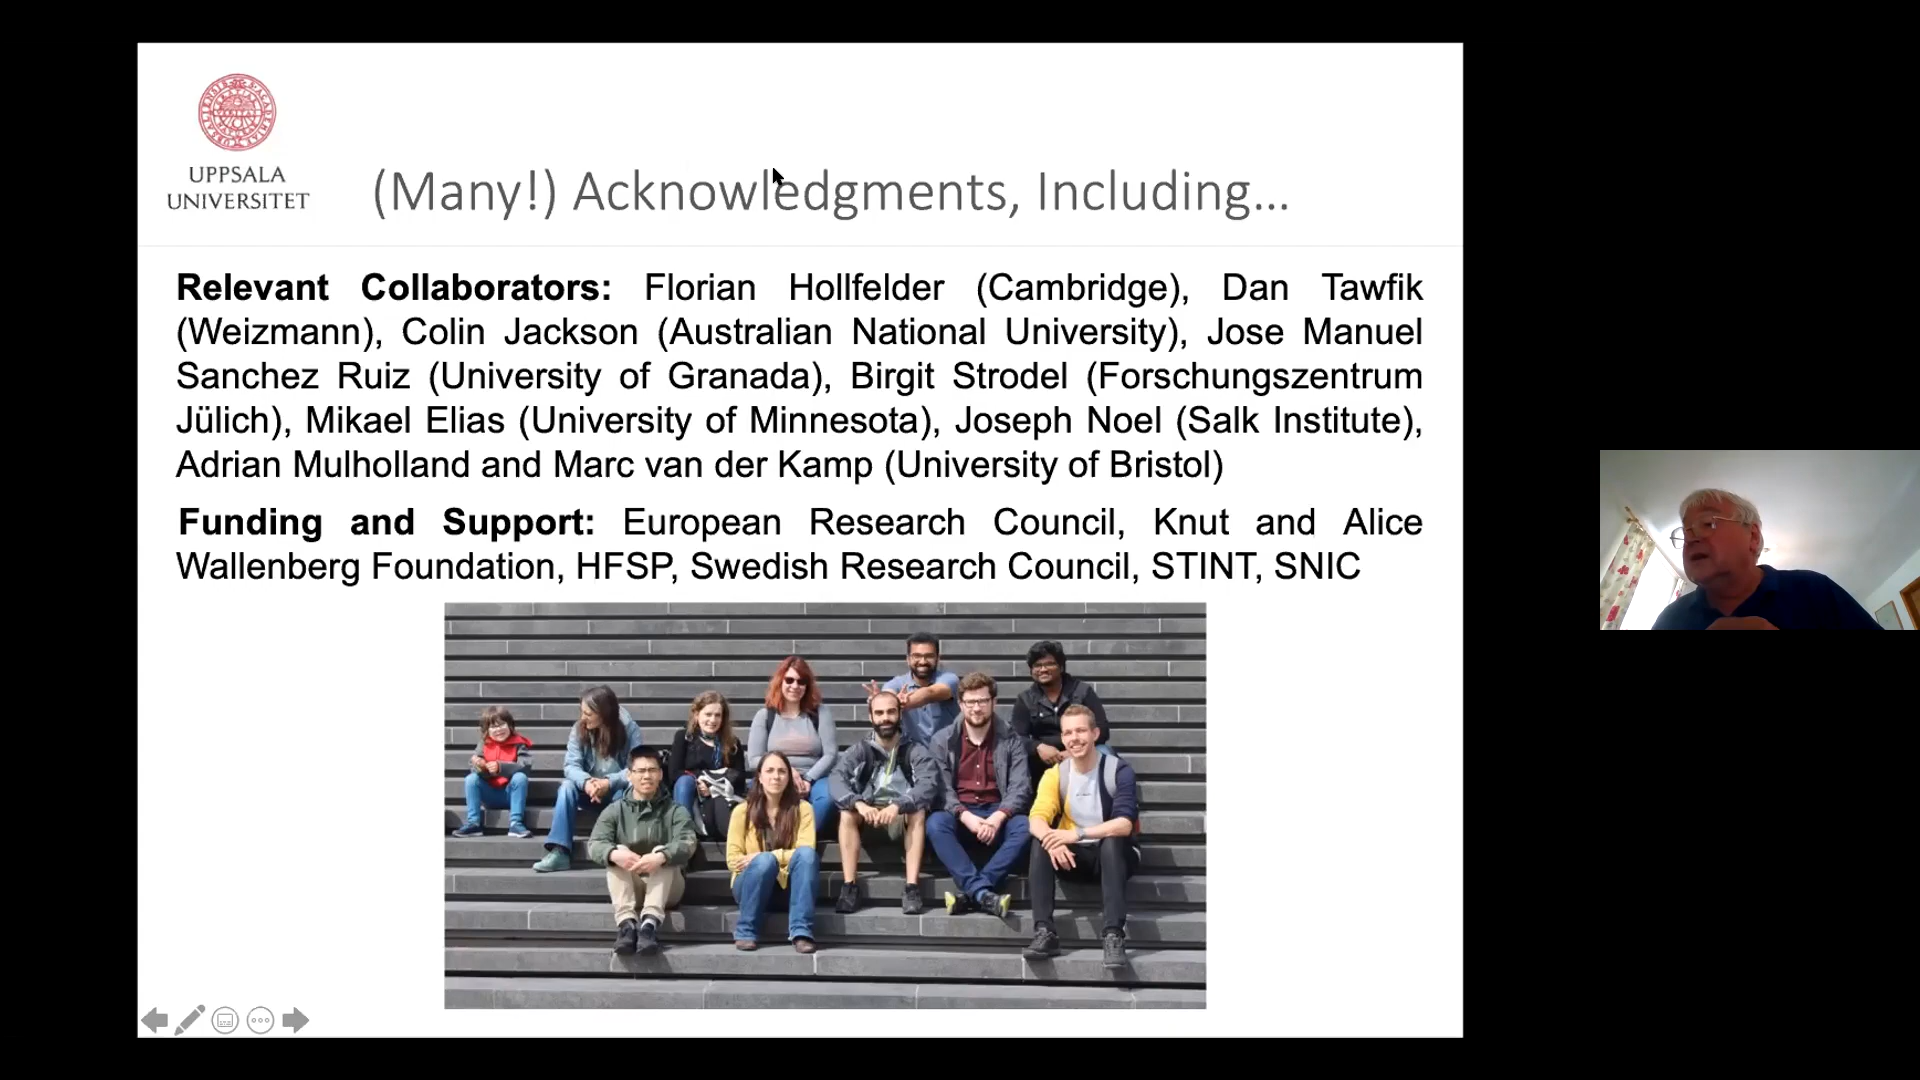 UPPSALA
UNIVERSITET
(Many!) Acknowledgments, Including...
Relevant Collaborators: Florian Hollfelder (Cambridge), Dan Tawfik
(Weizmann), Colin Jackson (Australian National University), Jose Manuel
Sanchez Ruiz (University of Granada), Birgit Strodel (Forschungszentrum
Jülich), Mikael Elias (University of Minnesota), Joseph Noel (Salk Institute),
Adrian Mulholland and Marc van der Kamp (University of Bristol)
Funding and Support: European Research Council, Knut and Alice
Wallenberg Foundation, HFSP, Swedish Research Council, STINT, SNIC